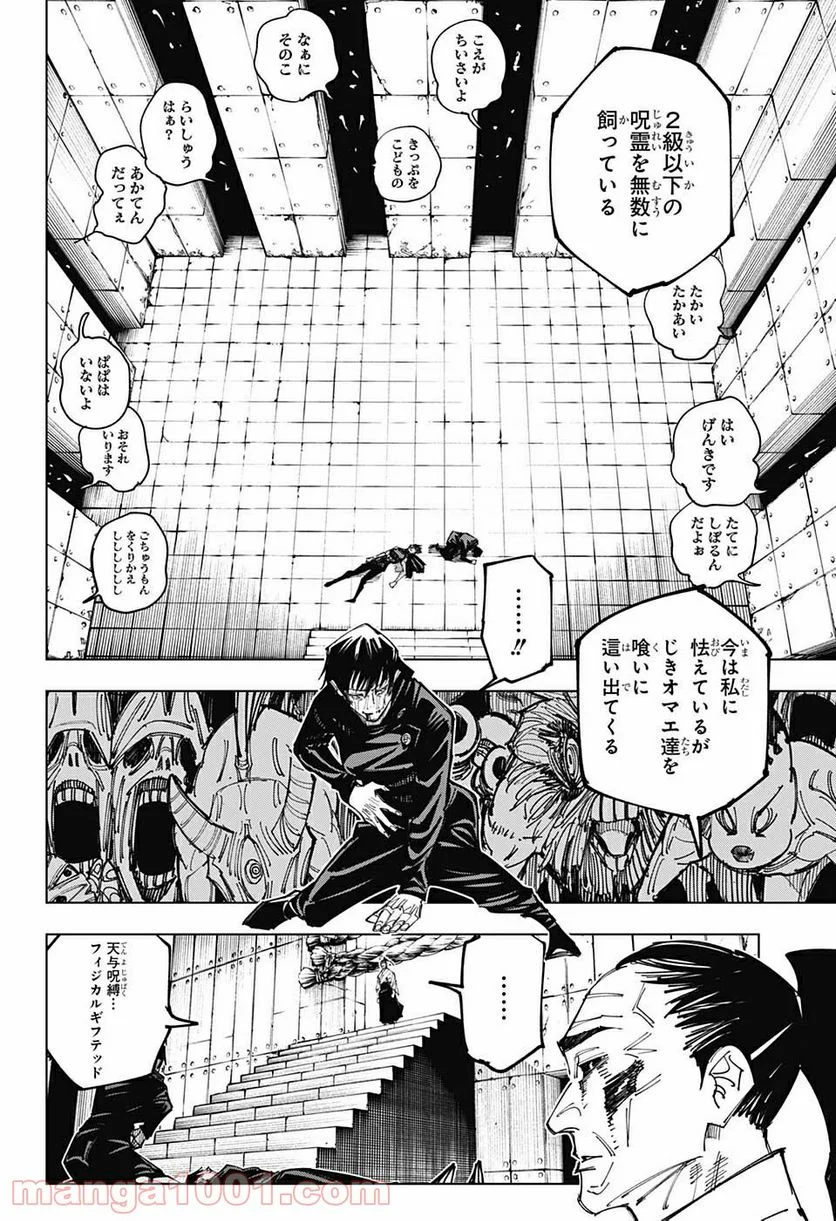 2級以下の
呪霊を無数に
飼っている
こえが
ちいさいよ
なぁに
そのこ
きっぷを
こどもの
らいしゅう
はぁ?
あかてん
だってぇ
たかい
たかあい
はい
げんきです
たてに
しぼるん
だよぉ
ぱぱは
いないよ
おそれ
いります
ごちゅうもん
をくりかえ
しししししし
今は私に
怯えているが
じきオマエ達を
喰いに
這い出てくる
……!!
……
天与呪縛…
フィジカルギフテッド
manga1001.com